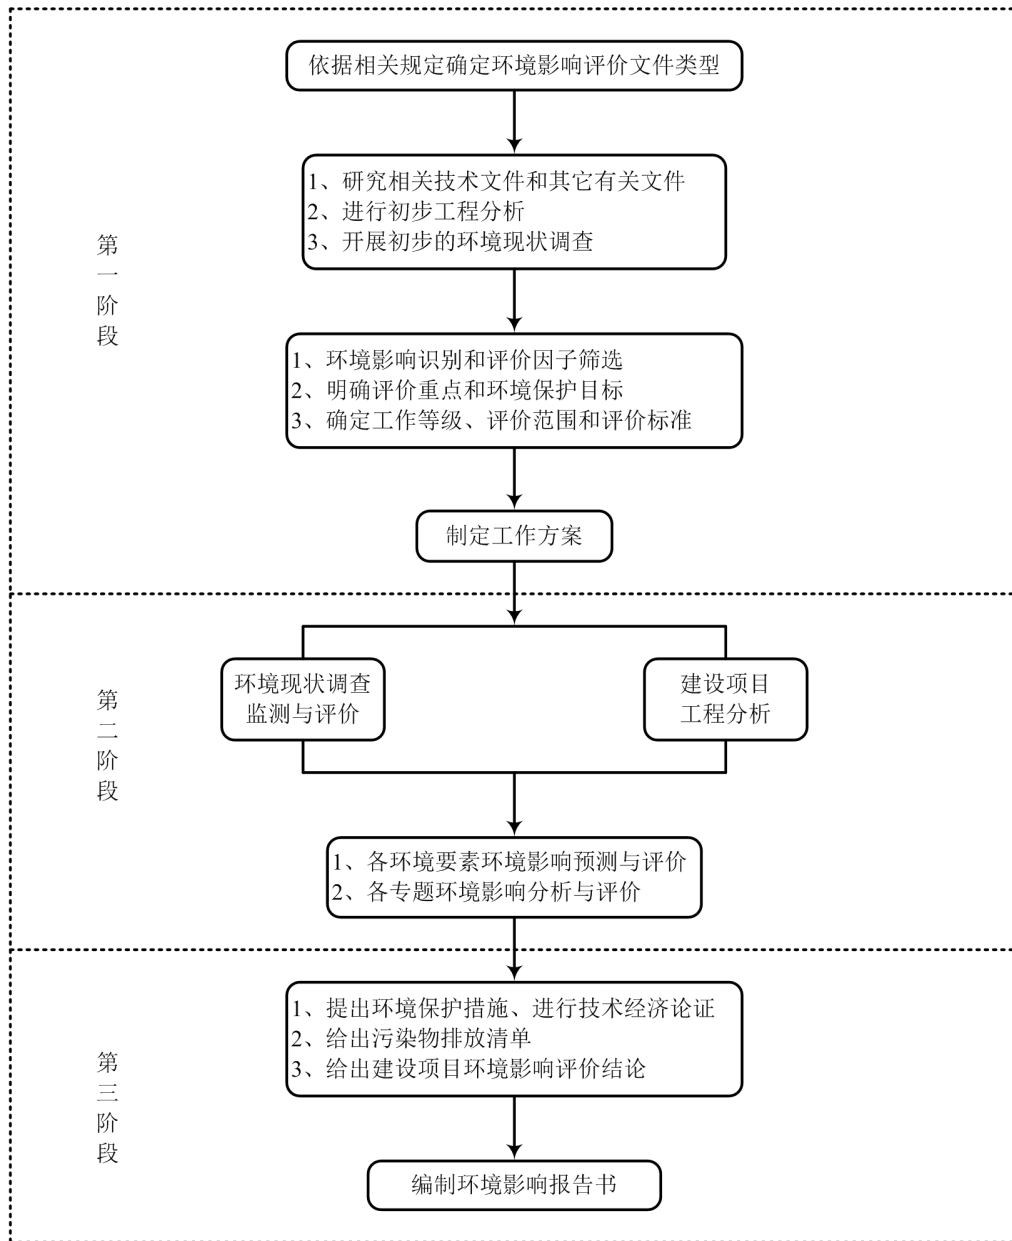 依据相关规定确定环境影响评价文件类型
1、研究相关技术文件和其它有关文件
2、进行初步工程分析
3、开展初步的环境现状调查
第
一
阶
段
1、环境影响识别和评价因子筛选
2、明确评价重点和环境保护目标
3、确定工作等级、评价范围和评价标准
制定工作方案
环境现状调查
监测与评价
建设项目
工程分析
第
二
阶
段
1、各环境要素环境影响预测与评价
2、各专题环境影响分析与评价
1、提出环境保护措施、进行技术经济论证
2、给出污染物排放清单
3、给出建设项目环境影响评价结论
第
三
阶
段
编制环境影响报告书